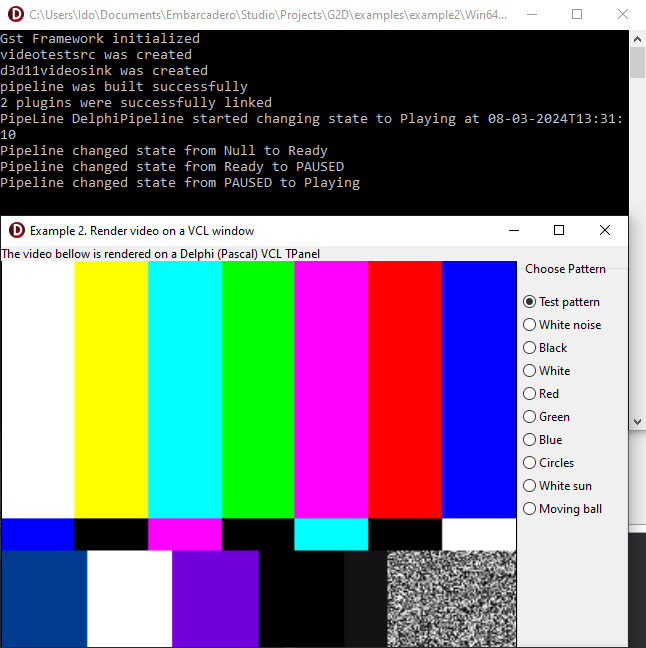 C:\Users\Ido\Documents\Embarcadero\Studio\Projects\G2D\examples\example2\Win64...
Gst Framework initialized
videotestsrc was created
d3d11videosink was created
pipeline was built successfully
2 plugins were successfully linked
PipeLine DelphiPipeline started changing state to Playing at 08-03-2024T13:31:
10
Pipeline changed state from Null to Ready
Pipeline changed state from Ready to PAUSED
Pipeline changed state from PAUSED to Playing
Example 2. Render video on a VCL window
The video bellow is rendered on a Delphi (Pascal) VCL TPanel
Choose Pattern
Test pattern
White noise
Black
White
Red
Green
Blue
Circles
White sun
Moving ball